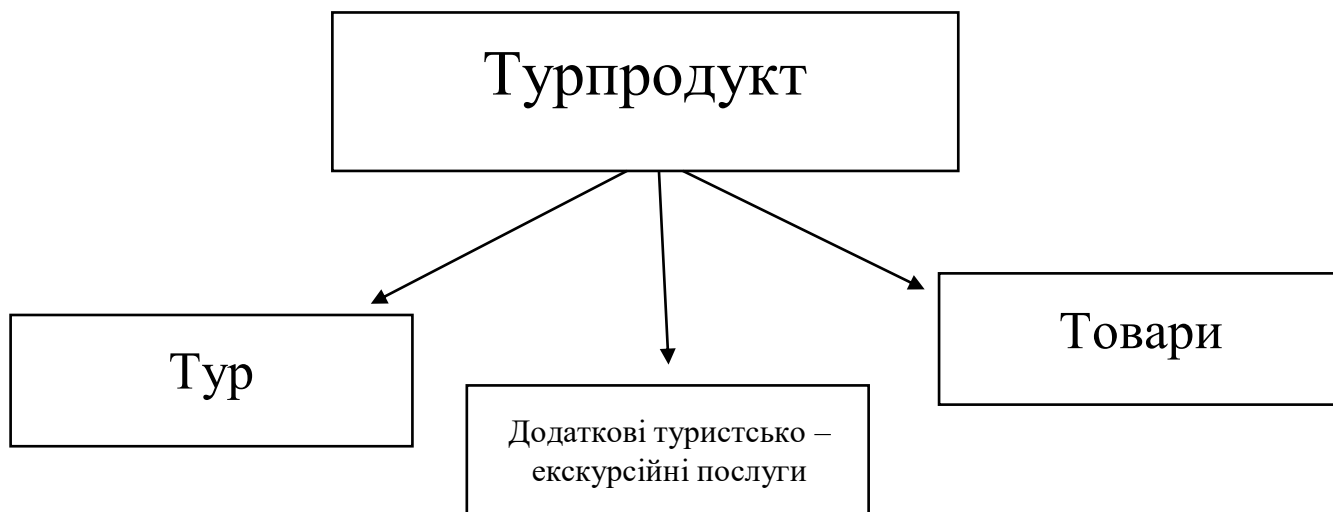 Турпродукт
Тур
Товари
Додаткові туристсько –
екскурсійні послуги